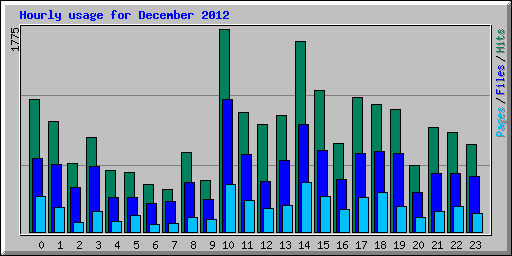 Hourly usage for December 2012
1775
Pages / Files / Hits
0 1 2 3 4 5 6 7 8 9 10 11 12 13 14 15 16 17 18 19 20 21 22 23